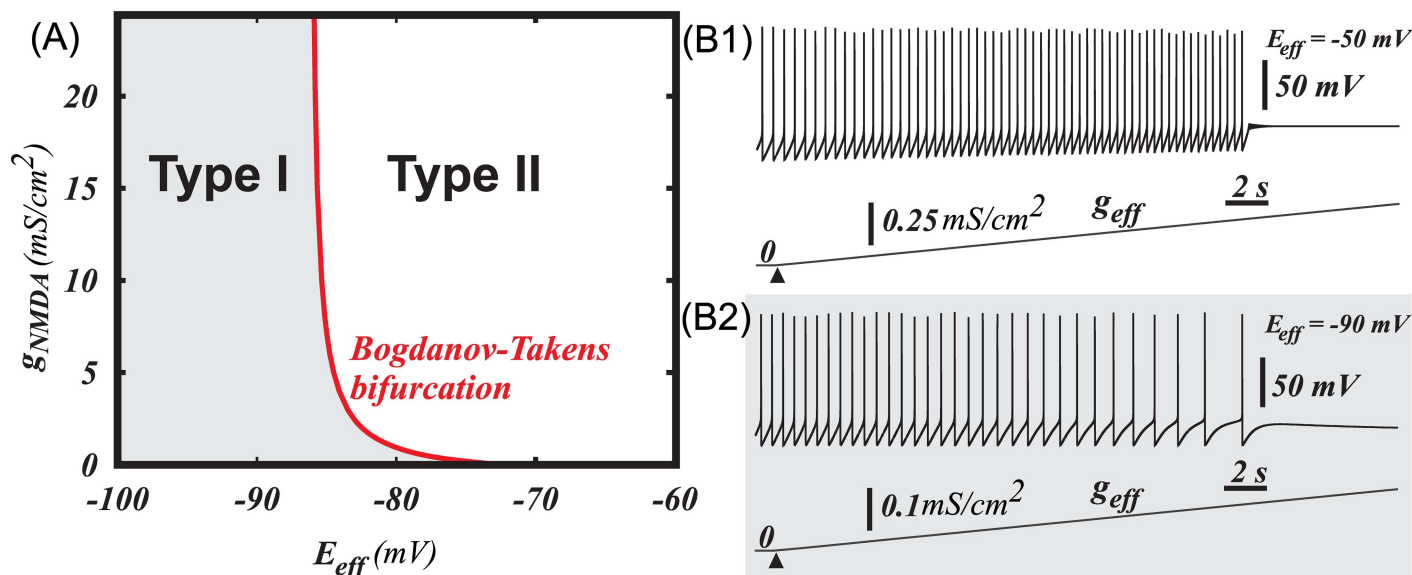 (A)
20
15
10
5
0
g_NMDA (mS/cm²)
Type I
Type II
Bogdanov-Takens
bifurcation
-100
-90
-80
-70
-60
E_eff (mV)
(B1)
E_eff = -50 mV
50 mV
2 s
0.25 mS/cm²
g_eff
0
(B2)
E_eff = -90 mV
50 mV
2 s
0.1 mS/cm²
g_eff
0